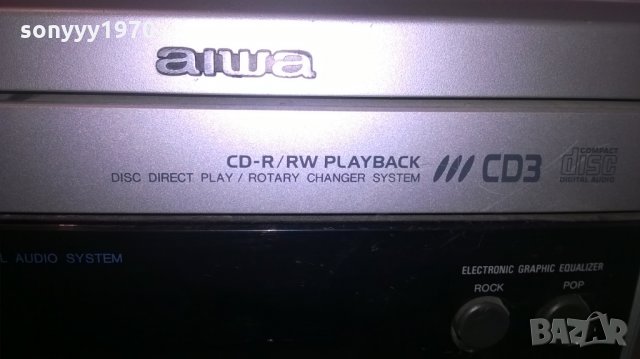 sonyyy1970
aiwa
CD-R/RW PLAYBACK
DISC DIRECT PLAY / ROTARY CHANGER SYSTEM
CD3
COMPACT
disc
DIGITAL AUDIO
AUDIO SYSTEM
ELECTRONIC GRAPHIC EQUALIZER
ROCK
POP
BAZAR